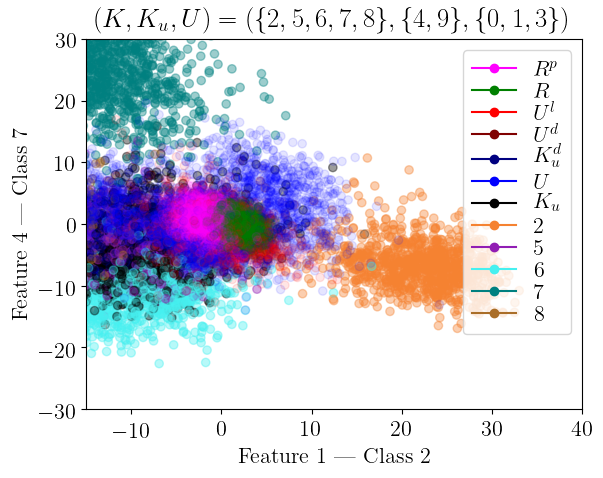 (K, K_u, U) = ({2, 5, 6, 7, 8}, {4, 9}, {0, 1, 3})
30
20
10
0
−10
−20
−30
Feature 4 — Class 7
R^p
R
U^l
U^d
K_u^d
U
K_u
2
5
6
7
8
−10
0
10
20
30
40
Feature 1 — Class 2